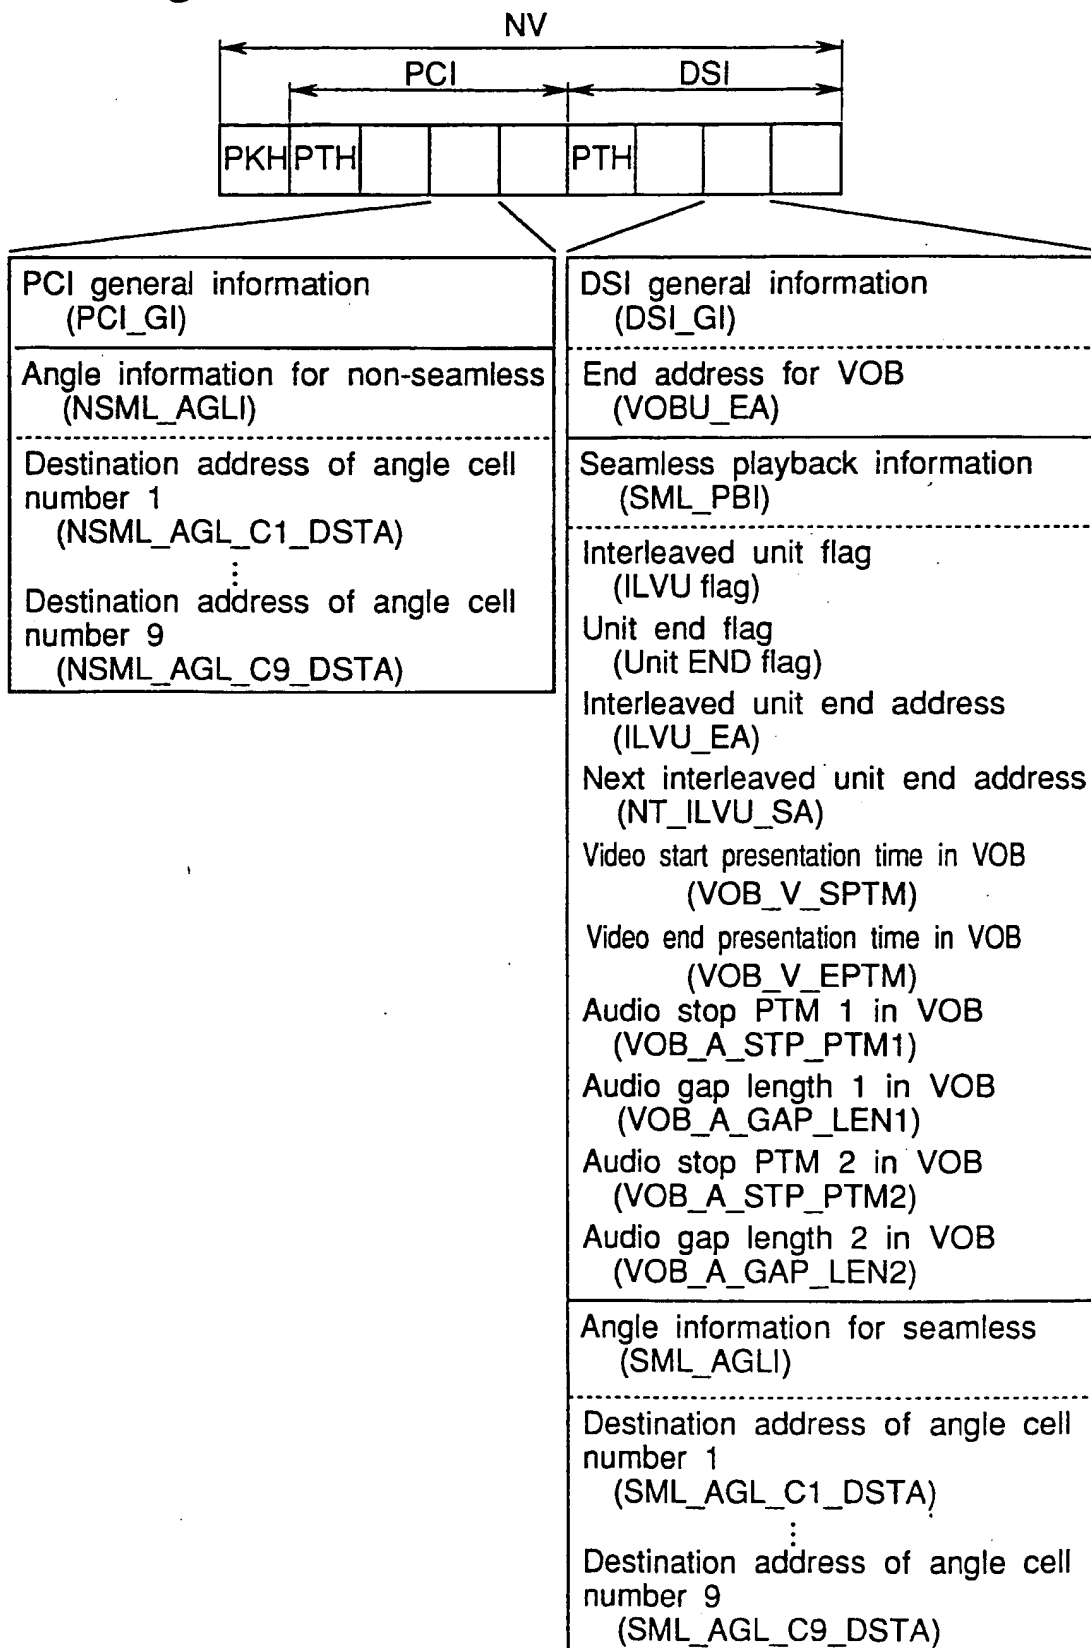 NV
PCI
DSI
PKH
PTH
PTH
PCI general information
(PCI_GI)
Angle information for non-seamless
(NSML_AGLI)
Destination address of angle cell
number 1
(NSML_AGL_C1_DSTA)
⋮
Destination address of angle cell
number 9
(NSML_AGL_C9_DSTA)
DSI general information
(DSI_GI)
End address for VOB
(VOBU_EA)
Seamless playback information
(SML_PBI)
Interleaved unit flag
(ILVU flag)
Unit end flag
(Unit END flag)
Interleaved unit end address
(ILVU_EA)
Next interleaved unit end address
(NT_ILVU_SA)
Video start presentation time in VOB
(VOB_V_SPTM)
Video end presentation time in VOB
(VOB_V_EPTM)
Audio stop PTM 1 in VOB
(VOB_A_STP_PTM1)
Audio gap length 1 in VOB
(VOB_A_GAP_LEN1)
Audio stop PTM 2 in VOB
(VOB_A_STP_PTM2)
Audio gap length 2 in VOB
(VOB_A_GAP_LEN2)
Angle information for seamless
(SML_AGLI)
Destination address of angle cell
number 1
(SML_AGL_C1_DSTA)
⋮
Destination address of angle cell
number 9
(SML_AGL_C9_DSTA)